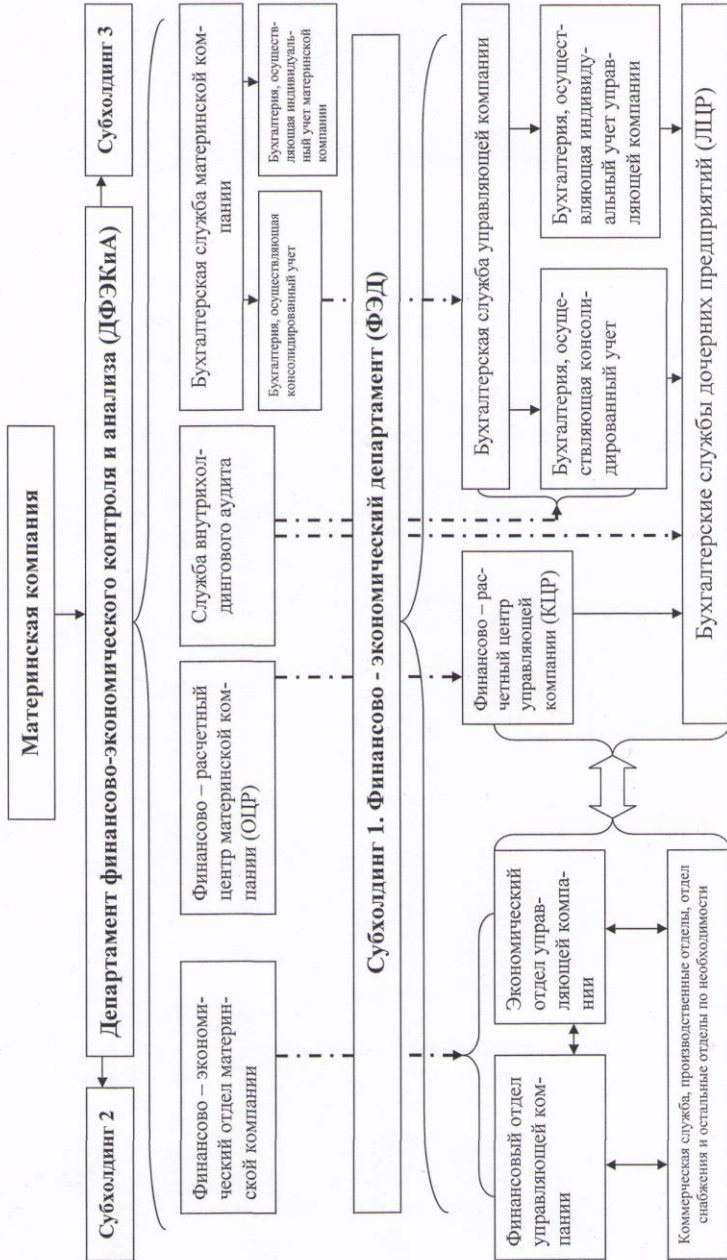 Материнская компания
Субхолдинг 2
Департамент финансово-экономического контроля и анализа (ДФЭКиА)
Субхолдинг 3
Финансово – экономи-
ческий отдел материн-
ской компании
Финансово – расчетный
центр материнской ком-
пании (ОЦР)
Служба внутрихол-
дингового аудита
Бухгалтерская служба материнской ком-
пании
Бухгалтерия, осуществляющая
консолидированный учет
Бухгалтерия, осуществ-
ляющая индивидуаль-
ный учет материнской
компании
Субхолдинг 1. Финансово - экономический департамент (ФЭД)
Финансовый отдел
управляющей ком-
пании
Экономический
отдел управ-
ляющей компа-
нии
Финансово – рас-
четный центр
управляющей
компании (КЦР)
Бухгалтерская служба управляющей компании
Бухгалтерия, осуще-
ствляющая консоли-
дированный учет
Бухгалтерия, осущест-
вляющая индивиду-
альный учет управ-
ляющей компании
Коммерческая служба, производственные отделы, отдел
снабжения и остальные отделы по необходимости
Бухгалтерские службы дочерних предприятий (ЛЦР)